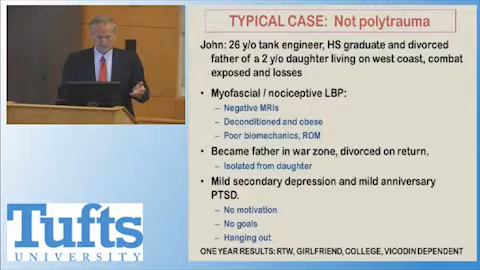 TYPICAL CASE: Not polytrauma
John: 26 y/o tank engineer, HS graduate and divorced
father of a 2 y/o daughter living on west coast, combat
exposed and losses
• Myofascial / nociceptive LBP:
– Negative MRIs
– Deconditioned and obese
– Poor biomechanics, ROM
• Became father in war zone, divorced on return.
– Isolated from daughter
• Mild secondary depression and mild anniversary
PTSD.
– No motivation
– No goals
– Hanging out
ONE YEAR RESULTS: RTW, GIRLFRIEND, COLLEGE, VICODIN DEPENDENT
Tufts
UNIVERSITY